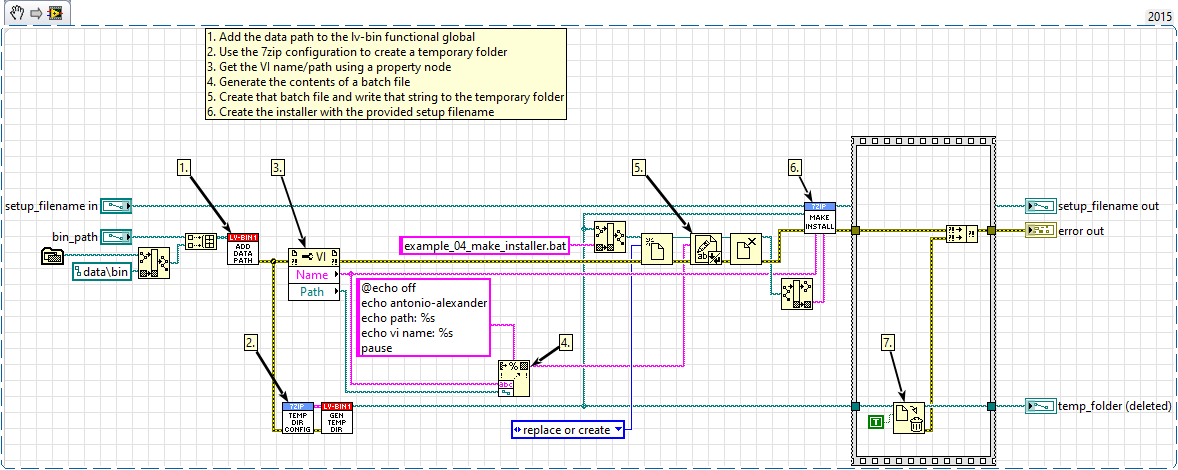 2015
1. Add the data path to the lv-bin functional global
2. Use the 7zip configuration to create a temporary folder
3. Get the VI name/path using a property node
4. Generate the contents of a batch file
5. Create that batch file and write that string to the temporary folder
6. Create the installer with the provided setup filename
1.
3.
5.
6.
setup_filename in
setup_filename out
7ZIP
MAKE
INSTALL
bin_path
LV-BIN1
ADD
DATA
PATH
error out
example_04_make_installer.bat
data\bin
VI
Name
Path
@echo off
echo antonio-alexander
echo path: %s
echo vi name: %s
pause
2.
4.
7.
%
abc
7ZIP
TEMP
DIR
CONFIG
LV-BIN1
GEN
TEMP
DIR
temp_folder (deleted)
T
replace or create